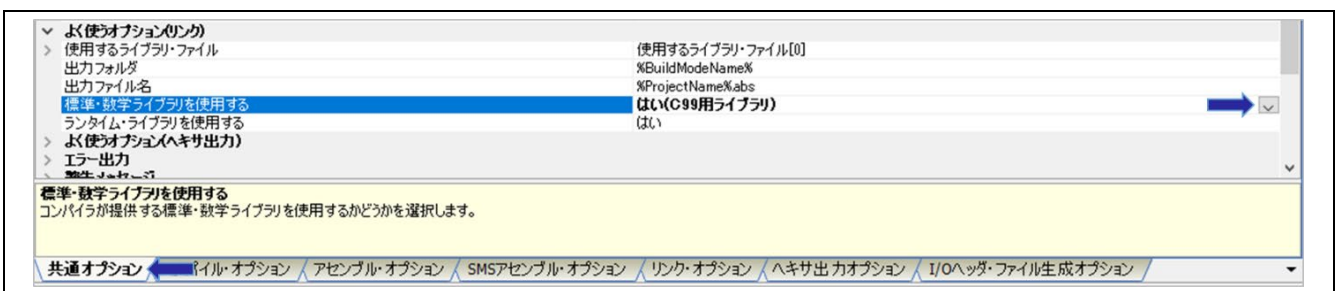 よく使うオプション(リンク)
使用するライブラリ・ファイル 使用するライブラリ・ファイル[0]
出力フォルダ %BuildModeName%
出力ファイル名 %ProjectName%.abs
標準・数学ライブラリを使用する はい(C99用ライブラリ)
ランタイム・ライブラリを使用する はい
よく使うオプション(ヘキサ出力)
エラー出力
標準・数学ライブラリを使用する
コンパイラが提供する標準・数学ライブラリを使用するかどうかを選択します。
共通オプション パイル・オプション アセンブル・オプション SMSアセンブル・オプション リンク・オプション ヘキサ出力オプション I/Oヘッダ・ファイル生成オプション